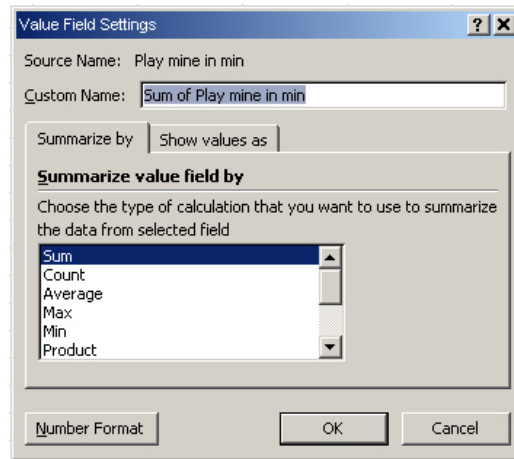 Value Field Settings
Source Name: Play mine in min
Custom Name: Sum of Play mine in min
Summarize by Show values as
Summarize value field by
Choose the type of calculation that you want to use to summarize
the data from selected field
Sum
Count
Average
Max
Min
Product
Number Format OK Cancel